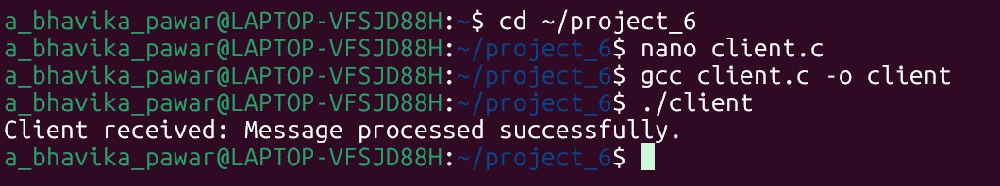 a_bhavika_pawar@LAPTOP-VFSJD88H:~$ cd ~/project_6
a_bhavika_pawar@LAPTOP-VFSJD88H:~/project_6$ nano client.c
a_bhavika_pawar@LAPTOP-VFSJD88H:~/project_6$ gcc client.c -o client
a_bhavika_pawar@LAPTOP-VFSJD88H:~/project_6$ ./client
Client received: Message processed successfully.
a_bhavika_pawar@LAPTOP-VFSJD88H:~/project_6$